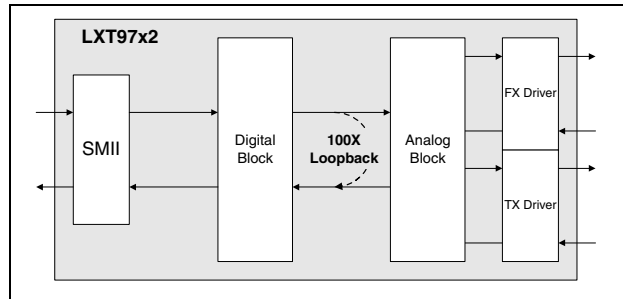 LXT97x2
SMII
Digital
Block
100X
Loopback
Analog
Block
FX Driver
TX Driver